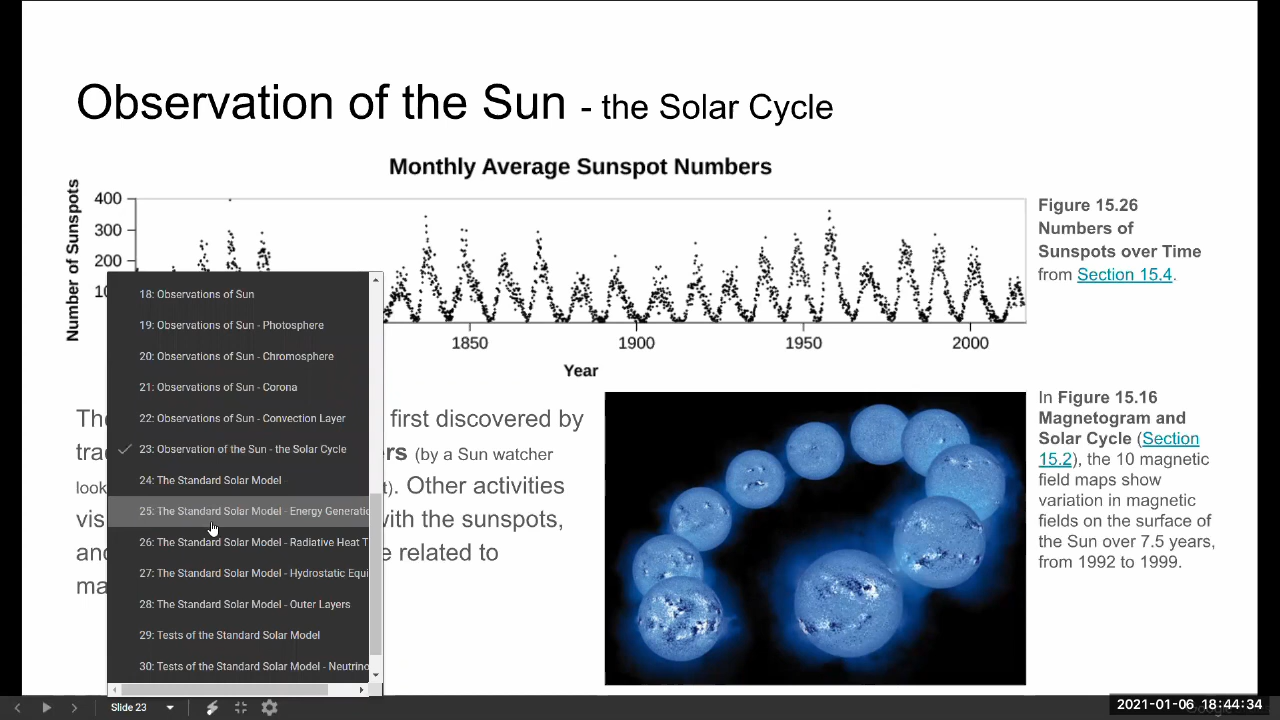 Observation of the Sun - the Solar Cycle
Monthly Average Sunspot Numbers
Number of Sunspots
400
300
200
10
1850
1900
1950
2000
Year
Figure 15.26
Numbers of
Sunspots over Time
from Section 15.4.
18: Observations of Sun
19: Observations of Sun - Photosphere
20: Observations of Sun - Chromosphere
21: Observations of Sun - Corona
22: Observations of Sun - Convection Layer
23: Observation of the Sun - the Solar Cycle
24: The Standard Solar Model
25: The Standard Solar Model - Energy Generatio
26: The Standard Solar Model - Radiative Heat T
27: The Standard Solar Model - Hydrostatic Equi
28: The Standard Solar Model - Outer Layers
29: Tests of the Standard Solar Model
30: Tests of the Standard Solar Model - Neutrino
first discovered by
(by a Sun watcher
look t). Other activities
vis with the sunspots,
related to
In Figure 15.16
Magnetogram and
Solar Cycle (Section
15.2), the 10 magnetic
field maps show
variation in magnetic
fields on the surface of
the Sun over 7.5 years,
from 1992 to 1999.
Slide 23
2021-01-06 18:44:34